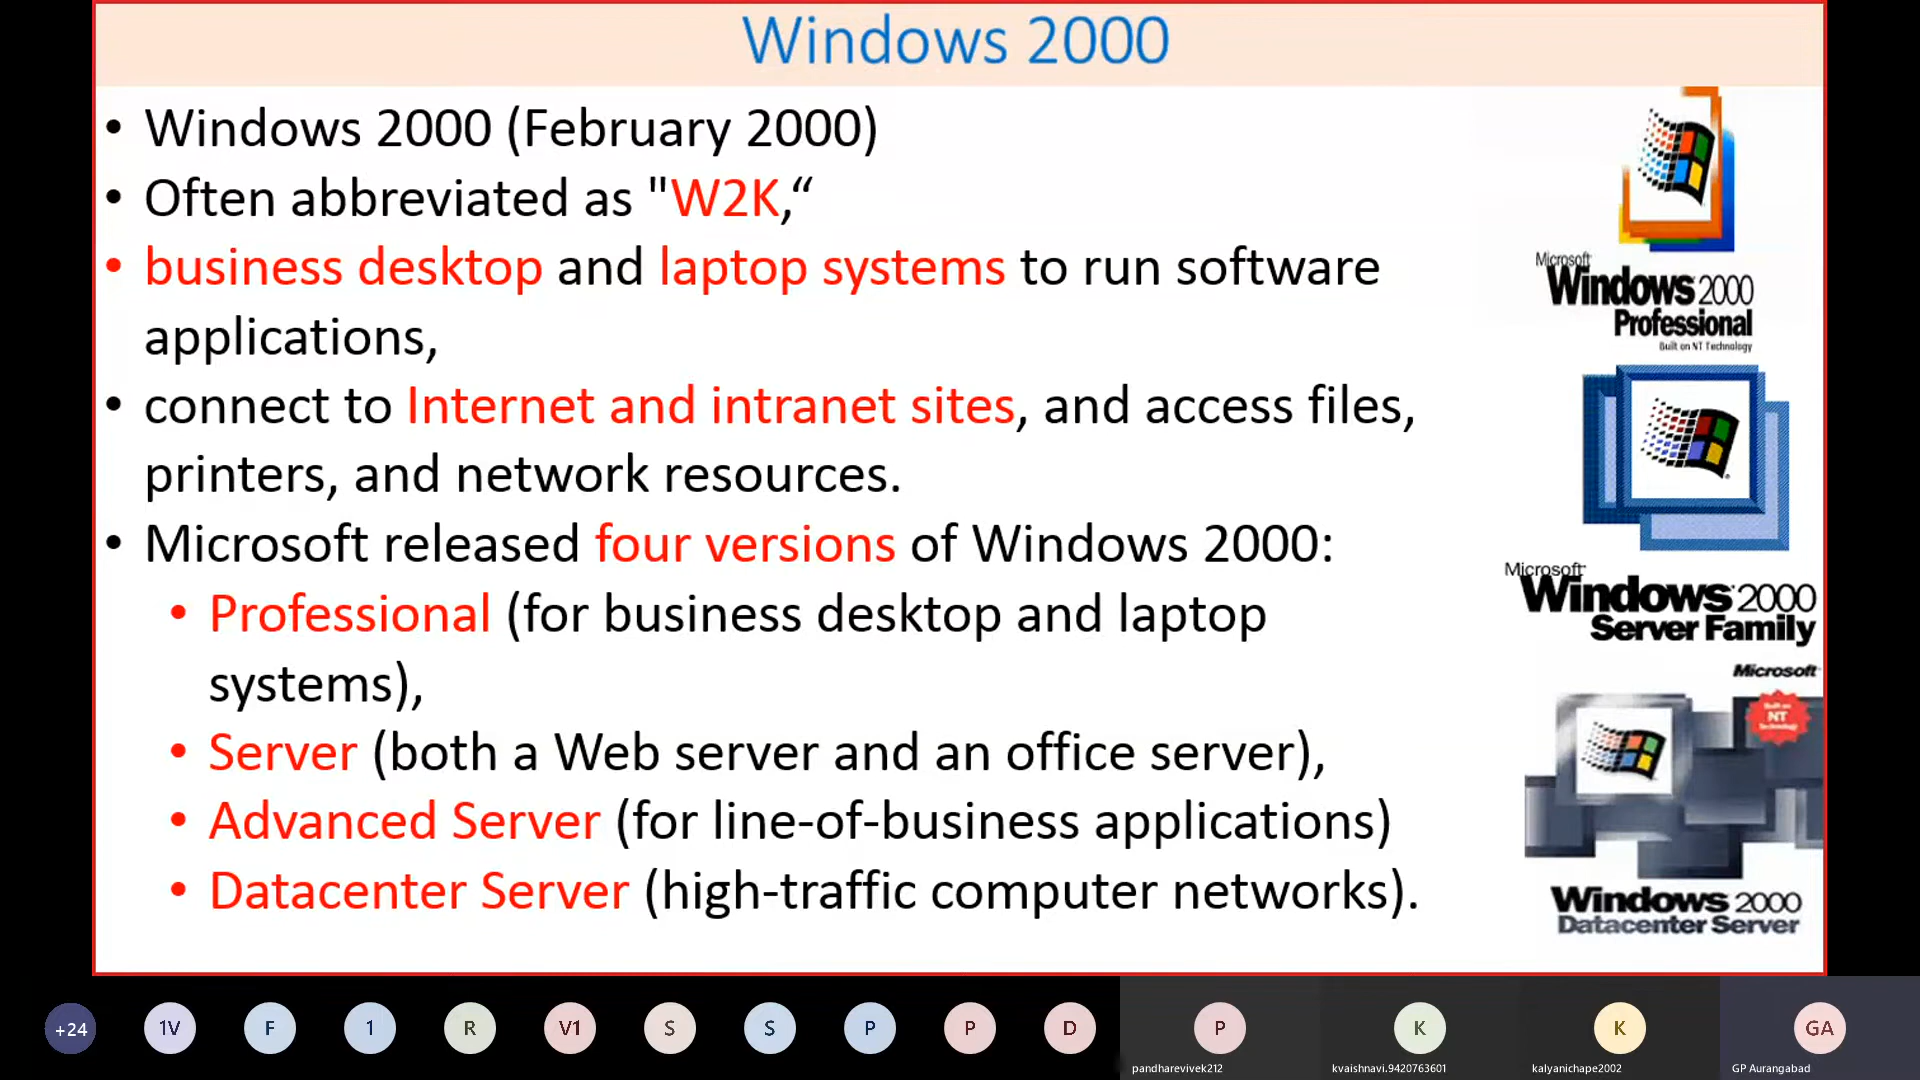 Windows 2000
• Windows 2000 (February 2000)
• Often abbreviated as "W2K,“
• business desktop and laptop systems to run software
applications,
• connect to Internet and intranet sites, and access files,
printers, and network resources.
• Microsoft released four versions of Windows 2000:
• Professional (for business desktop and laptop
systems),
• Server (both a Web server and an office server),
• Advanced Server (for line-of-business applications)
• Datacenter Server (high-traffic computer networks).
Microsoft
Windows 2000
Professional
Built on NT Technology
Microsoft
Windows 2000
Server Family
Microsoft
Built on
NT
Technology
Windows 2000
Datacenter Server
+24 1V F 1 R V1 S S P P D P K K GA
pandharevivek212 kvaishnavi.9420763601 kalyanichape2002 GP Aurangabad